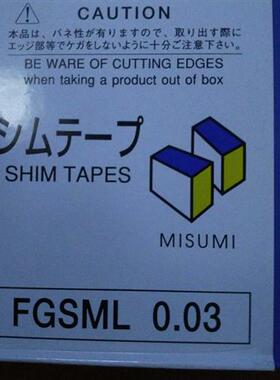 CAUTION
本品は、バネ性が有りますので、取り出す際に
エッジ部等でケガをしないように十分ご注意下さい。
BE WARE OF CUTTING EDGES
when taking a product out of box
シムテープ
SHIM TAPES
MISUMI
FGSML 0.03